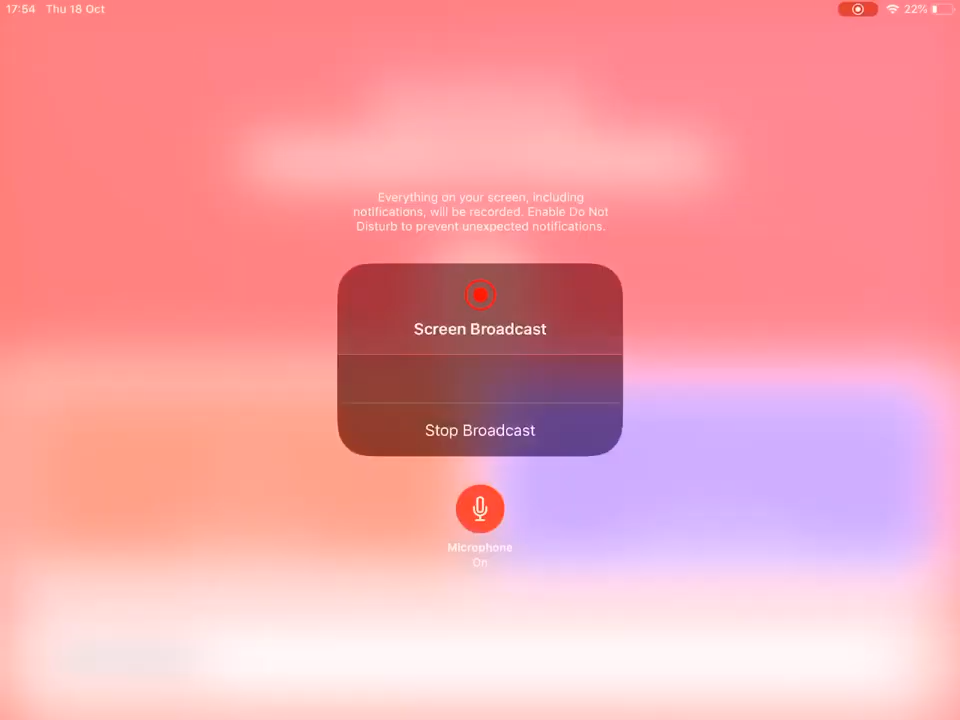 17:54 Thu 18 Oct
22%
Everything on your screen, including
notifications, will be recorded. Enable Do Not
Disturb to prevent unexpected notifications.
Screen Broadcast
Stop Broadcast
Microphone
On